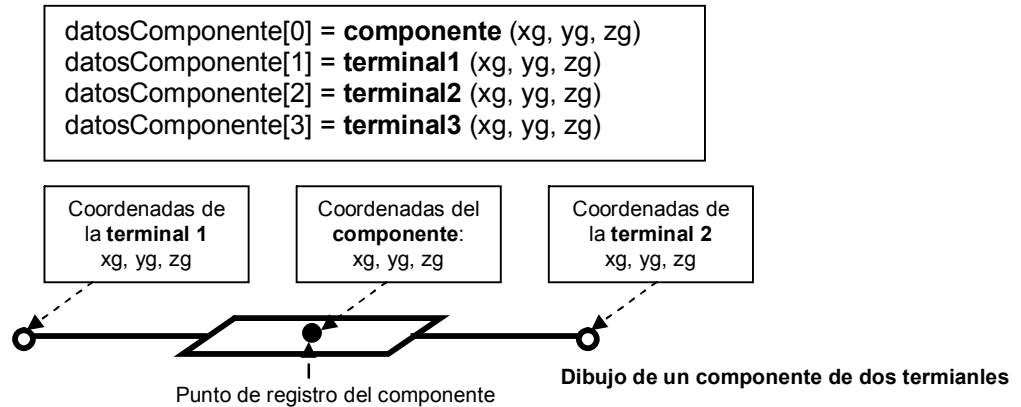 datosComponente[0] = componente (xg, yg, zg)
datosComponente[1] = terminal1 (xg, yg, zg)
datosComponente[2] = terminal2 (xg, yg, zg)
datosComponente[3] = terminal3 (xg, yg, zg)
Coordenadas de
la terminal 1
xg, yg, zg
Coordenadas del
componente:
xg, yg, zg
Coordenadas de
la terminal 2
xg, yg, zg
Punto de registro del componente
Dibujo de un componente de dos termianles